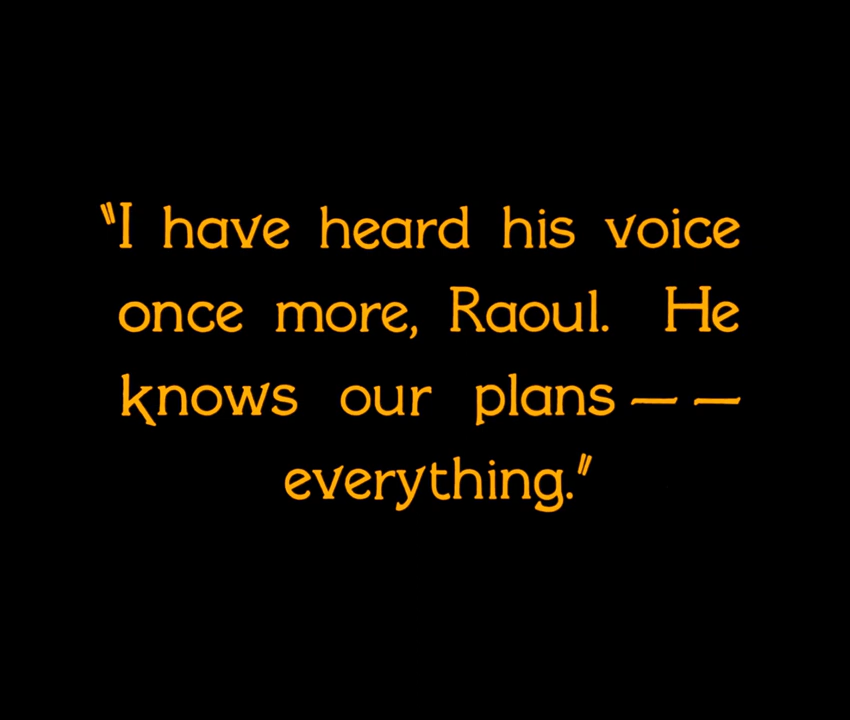 "I have heard his voice
once more, Raoul. He
knows our plans — —
everything."